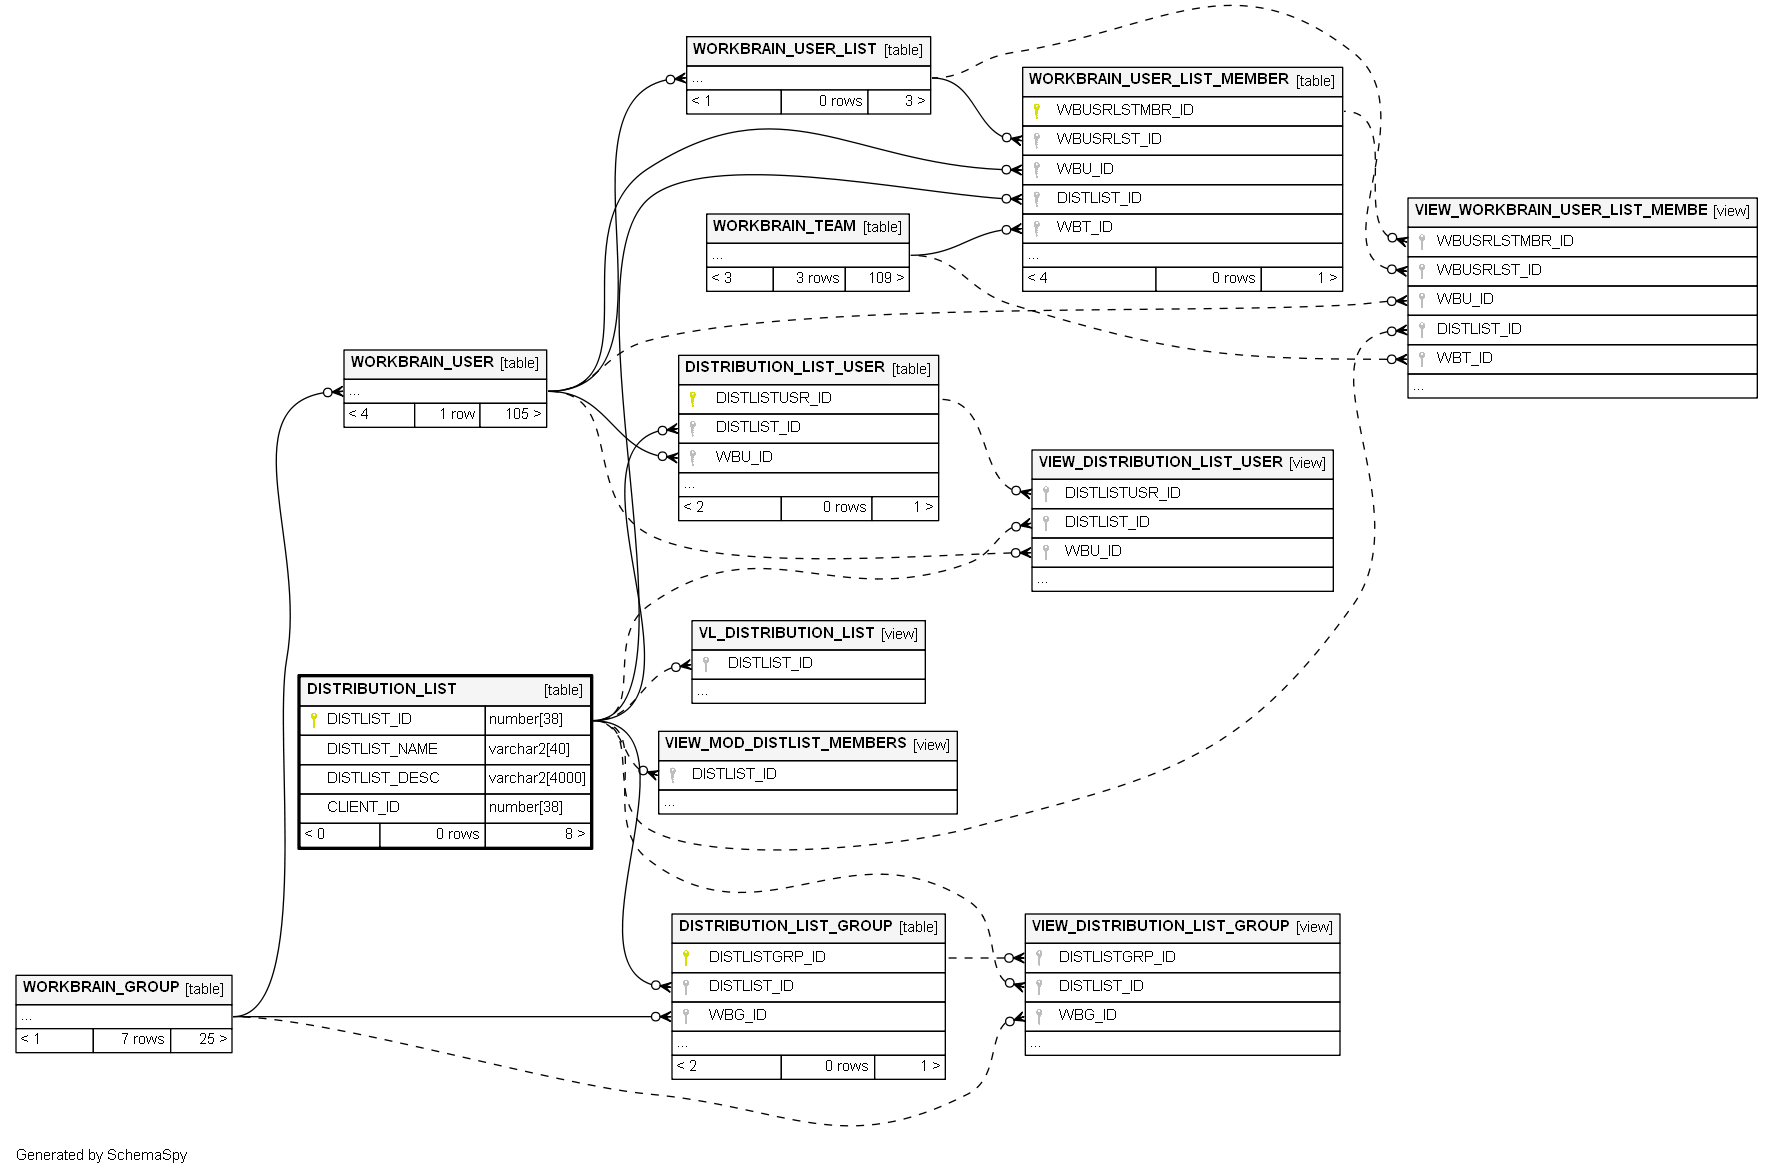 WORKBRAIN_USER_LIST [table]
...
< 1 0 rows 3 >
WORKBRAIN_USER_LIST_MEMBER [table]
WBUSRLSTMBR_ID
WBUSRLST_ID
WBU_ID
DISTLIST_ID
WBT_ID
...
< 4 0 rows 1 >
WORKBRAIN_TEAM [table]
...
< 3 3 rows 109 >
VIEW_WORKBRAIN_USER_LIST_MEMBE [view]
WBUSRLSTMBR_ID
WBUSRLST_ID
WBU_ID
DISTLIST_ID
WBT_ID
...
WORKBRAIN_USER [table]
...
< 4 1 row 105 >
DISTRIBUTION_LIST_USER [table]
DISTLISTUSR_ID
DISTLIST_ID
WBU_ID
...
< 2 0 rows 1 >
VIEW_DISTRIBUTION_LIST_USER [view]
DISTLISTUSR_ID
DISTLIST_ID
WBU_ID
...
VL_DISTRIBUTION_LIST [view]
DISTLIST_ID
...
DISTRIBUTION_LIST [table]
DISTLIST_ID number[38]
DISTLIST_NAME varchar2[40]
DISTLIST_DESC varchar2[4000]
CLIENT_ID number[38]
< 0 0 rows 8 >
VIEW_MOD_DISTLIST_MEMBERS [view]
DISTLIST_ID
...
DISTRIBUTION_LIST_GROUP [table]
DISTLISTGRP_ID
DISTLIST_ID
WBG_ID
...
< 2 0 rows 1 >
VIEW_DISTRIBUTION_LIST_GROUP [view]
DISTLISTGRP_ID
DISTLIST_ID
WBG_ID
...
WORKBRAIN_GROUP [table]
...
< 1 7 rows 25 >
Generated by SchemaSpy